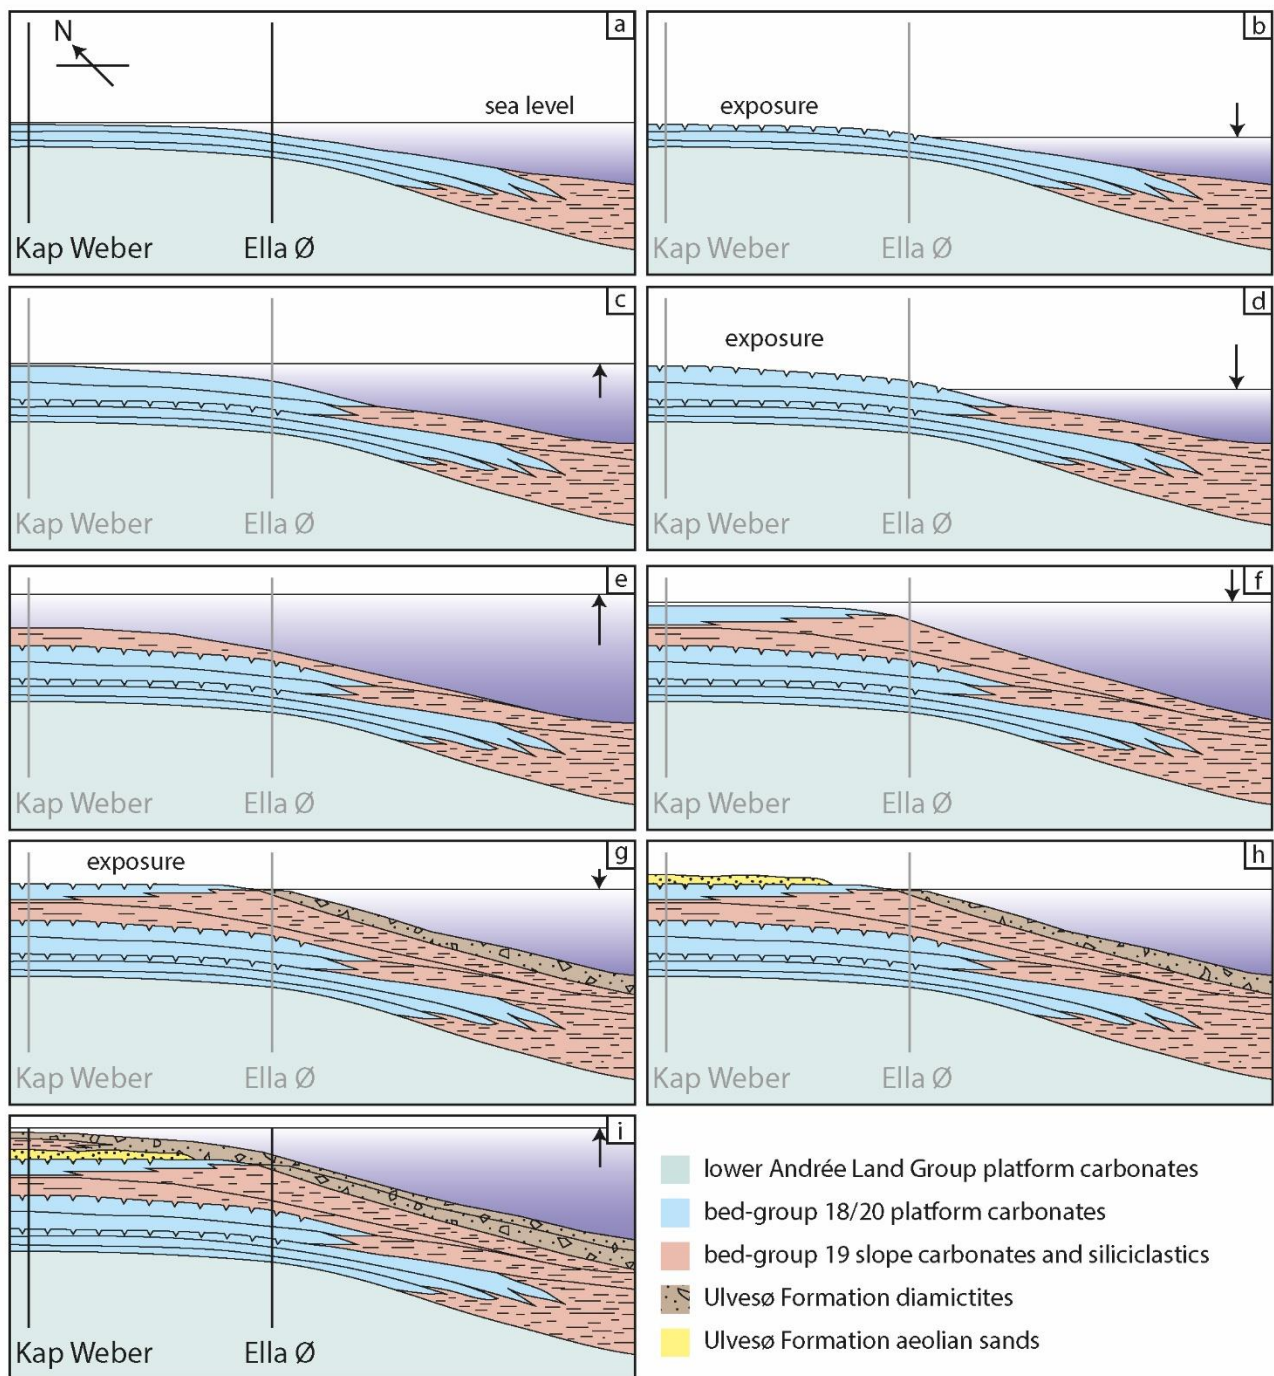 a
N
sea level
Kap Weber
Ella Ø
b
exposure
Kap Weber
Ella Ø
c
Kap Weber
Ella Ø
d
exposure
Kap Weber
Ella Ø
e
Kap Weber
Ella Ø
f
Kap Weber
Ella Ø
g
exposure
Kap Weber
Ella Ø
h
Kap Weber
Ella Ø
i
Kap Weber
Ella Ø
lower Andrée Land Group platform carbonates
bed-group 18/20 platform carbonates
bed-group 19 slope carbonates and siliciclastics
Ulvesø Formation diamictites
Ulvesø Formation aeolian sands